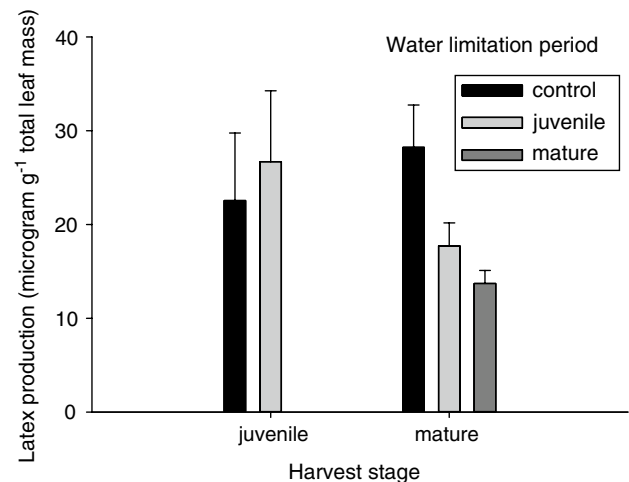 Water limitation period
control
juvenile
mature
Latex production (microgram g⁻¹ total leaf mass)
40
30
20
10
0
juvenile mature
Harvest stage